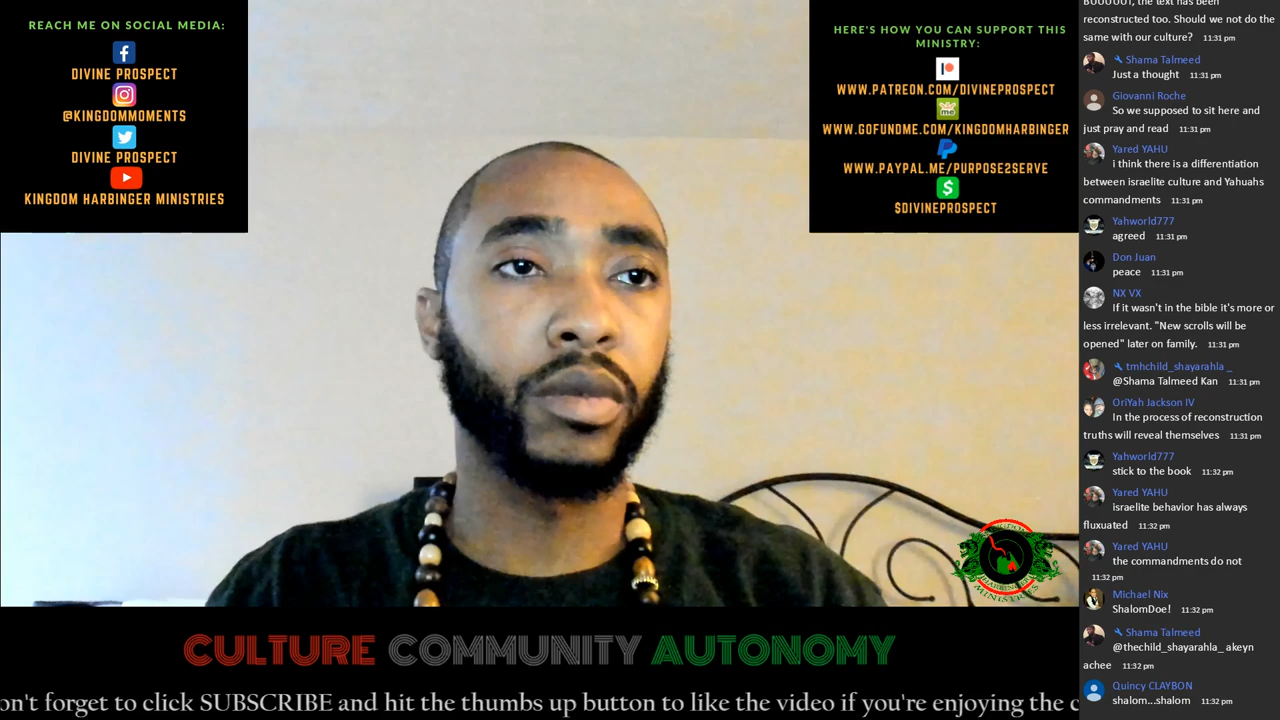 REACH ME ON SOCIAL MEDIA:
DIVINE PROSPECT
@KINGDOMMOMENTS
DIVINE PROSPECT
KINGDOM HARBINGER MINISTRIES
HERE'S HOW YOU CAN SUPPORT THIS
MINISTRY:
WWW.PATREON.COM/DIVINEPROSPECT
me
WWW.GOFUNDME.COM/KINGDOMHARBINGER
WWW.PAYPAL.ME/PURPOSE2SERVE
$DIVINEPROSPECT
KINGDOM
HARBINGER
MINISTRIES
CULTURE COMMUNITY AUTONOMY
on't forget to click SUBSCRIBE and hit the thumbs up button to like the video if you're enjoying the c
the text has been
reconstructed too. Should we not do the
same with our culture? 11:31 pm
Shama Talmeed
Just a thought 11:31 pm
Giovanni Roche
So we supposed to sit here and
just pray and read 11:31 pm
Yared YAHU
i think there is a differentiation
between israelite culture and Yahuahs
commandments 11:31 pm
Yahworld777
agreed 11:31 pm
Don Juan
peace 11:31 pm
NX VX
If it wasn't in the bible it's more or
less irrelevant. "New scrolls will be
opened" later on family. 11:31 pm
tmhchild_shayarahla _
@Shama Talmeed Kan 11:31 pm
OriYah Jackson IV
In the process of reconstruction
truths will reveal themselves 11:31 pm
Yahworld777
stick to the book 11:32 pm
Yared YAHU
israelite behavior has always
fluxuated 11:32 pm
Yared YAHU
the commandments do not
11:32 pm
Michael Nix
ShalomDoe! 11:32 pm
Shama Talmeed
@thechild_shayarahla_ akeyn
achee 11:32 pm
Quincy CLAYBON
shalom...shalom 11:32 pm